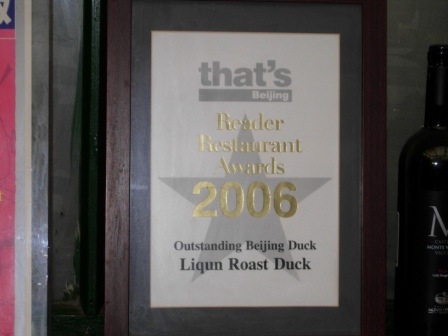 that's
Beijing
Reader
Restaurant
Awards
2006
Outstanding Beijing Duck
Liqun Roast Duck
M